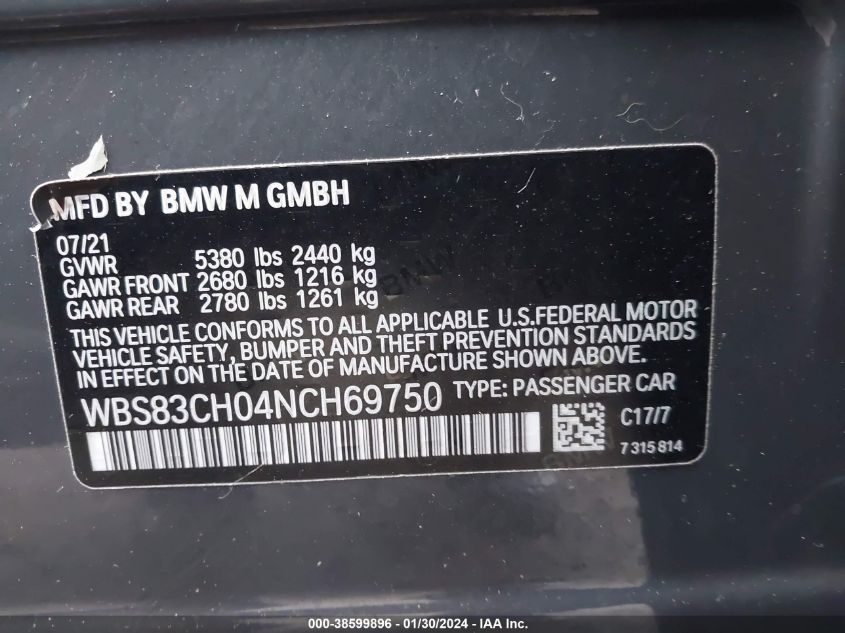 MFD BY BMW M GMBH
07/21
GVWR 5380 lbs 2440 kg
GAWR FRONT 2680 lbs 1216 kg
GAWR REAR 2780 lbs 1261 kg
THIS VEHICLE CONFORMS TO ALL APPLICABLE U.S.FEDERAL MOTOR
VEHICLE SAFETY, BUMPER AND THEFT PREVENTION STANDARDS
IN EFFECT ON THE DATE OF MANUFACTURE SHOWN ABOVE.
WBS83CH04NCH69750 TYPE: PASSENGER CAR
C17/7
7315814
000-38599896 - 01/30/2024 - IAA Inc.